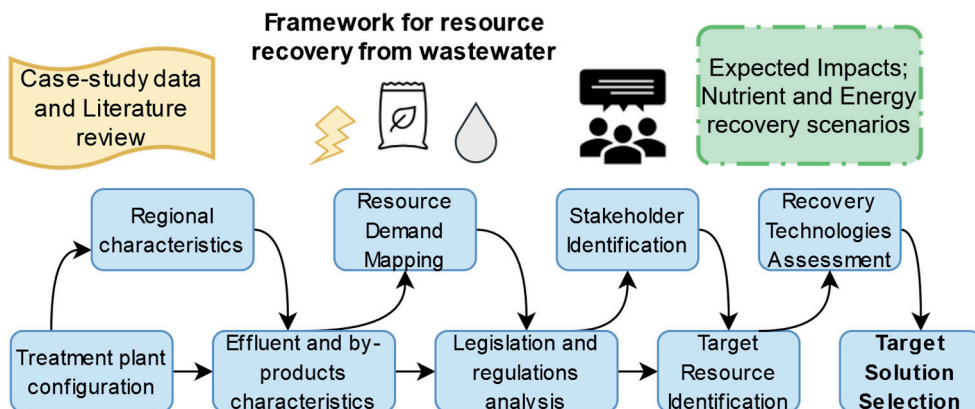 Framework for resource
recovery from wastewater
Case-study data
and Literature
review
Expected Impacts;
Nutrient and Energy
recovery scenarios
Regional
characteristics
Resource
Demand
Mapping
Stakeholder
Identification
Recovery
Technologies
Assessment
Treatment plant
configuration
Effluent and by-
products
characteristics
Legislation and
regulations
analysis
Target
Resource
Identification
Target
Solution
Selection